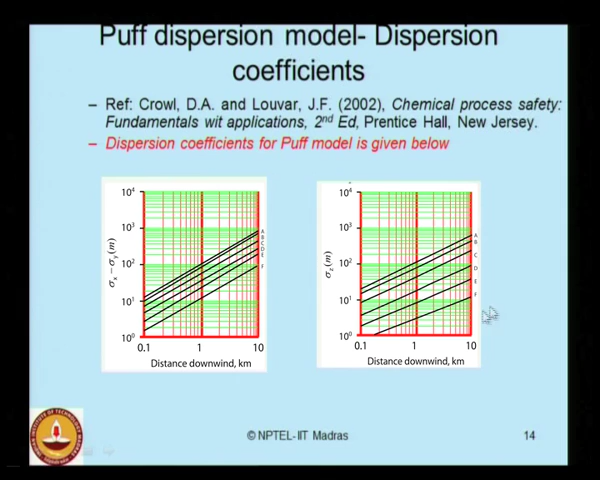 Puff dispersion model- Dispersion
coefficients
– Ref: Crowl, D.A. and Louvar, J.F. (2002), Chemical process safety:
Fundamentals wit applications, 2nd Ed, Prentice Hall, New Jersey.
– Dispersion coefficients for Puff model is given below
10⁴
10³
10²
10¹
10⁰
σx – σy (m)
A
B
C
D
E
F
0.1 1 10
Distance downwind, km
10⁴
10³
10²
10¹
10⁰
σz (m)
A
B
C
D
E
F
0.1 1 10
Distance downwind, km
© NPTEL- IIT Madras
14